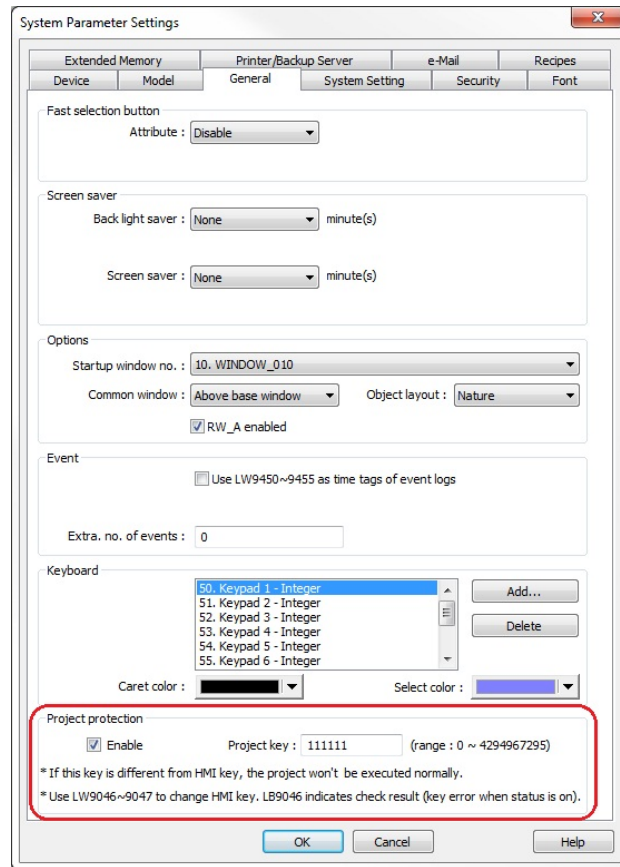 System Parameter Settings
Extended Memory Printer/Backup Server e-Mail Recipes
Device Model General System Setting Security Font
Fast selection button
Attribute : Disable
Screen saver
Back light saver : None minute(s)
Screen saver : None minute(s)
Options
Startup window no. : 10. WINDOW_010
Common window : Above base window Object layout : Nature
RW_A enabled
Event
Use LW9450~9455 as time tags of event logs
Extra. no. of events : 0
Keyboard
50. Keypad 1 - Integer
51. Keypad 2 - Integer
52. Keypad 3 - Integer
53. Keypad 4 - Integer
54. Keypad 5 - Integer
55. Keypad 6 - Integer
Add...
Delete
Caret color : Select color :
Project protection
Enable Project key : 111111 (range : 0 ~ 4294967295)
* If this key is different from HMI key, the project won't be executed normally.
* Use LW9046~9047 to change HMI key. LB9046 indicates check result (key error when status is on).
OK Cancel Help